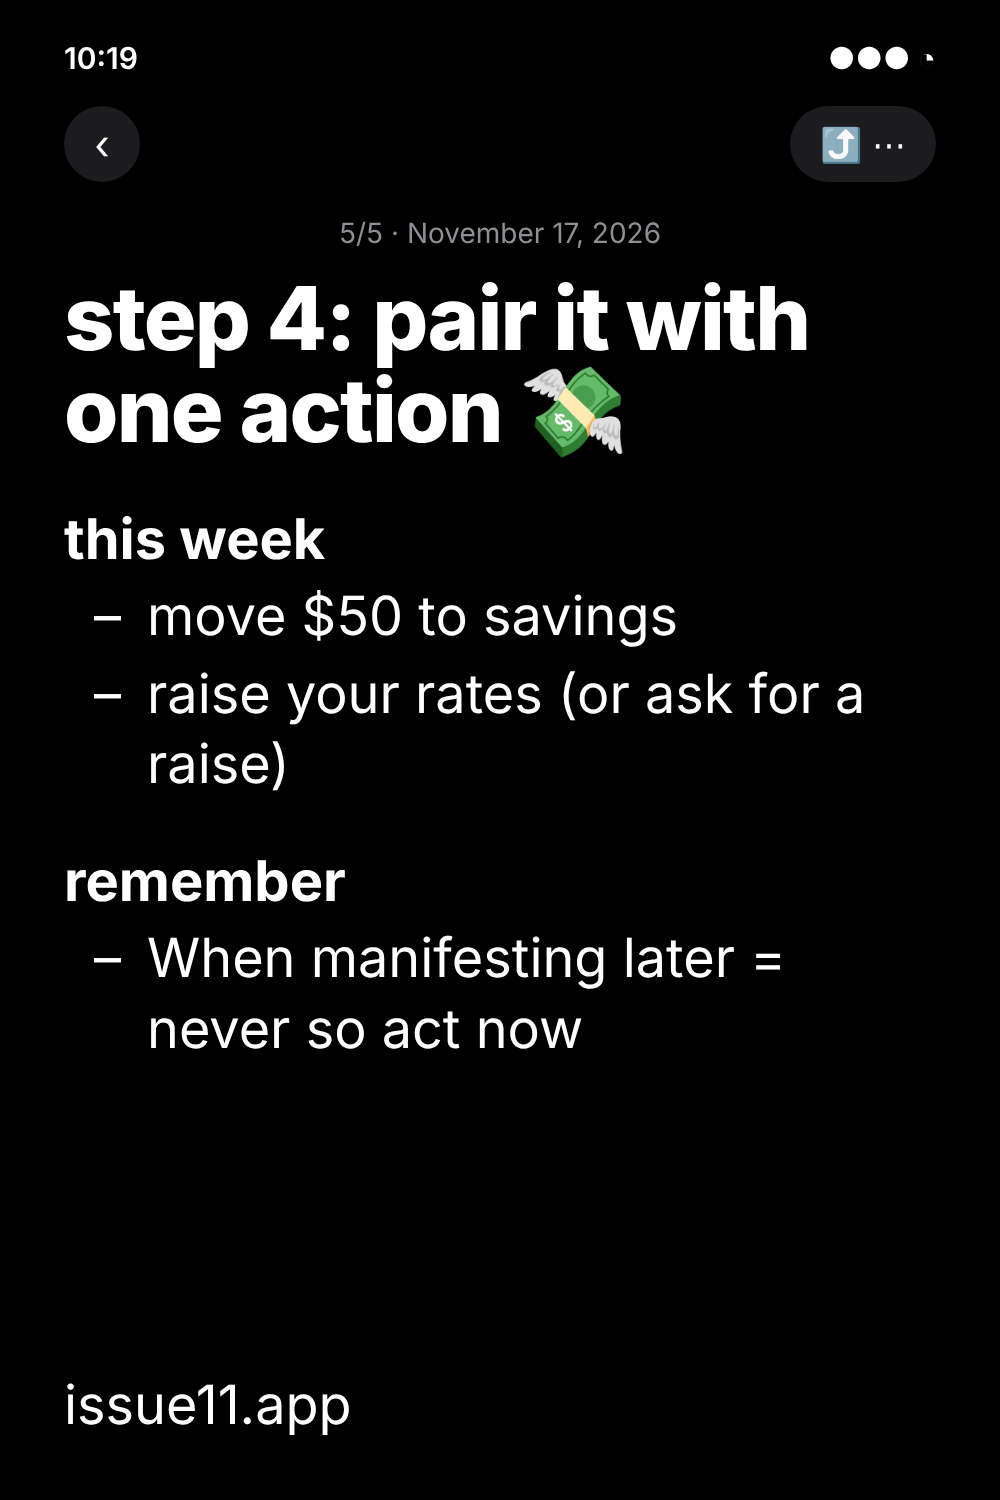 10:19
‹
⤴️ ···
5/5 · November 17, 2026
step 4: pair it with
one action 💸
this week
– move $50 to savings
– raise your rates (or ask for a
raise)
remember
– When manifesting later =
never so act now
issue11.app